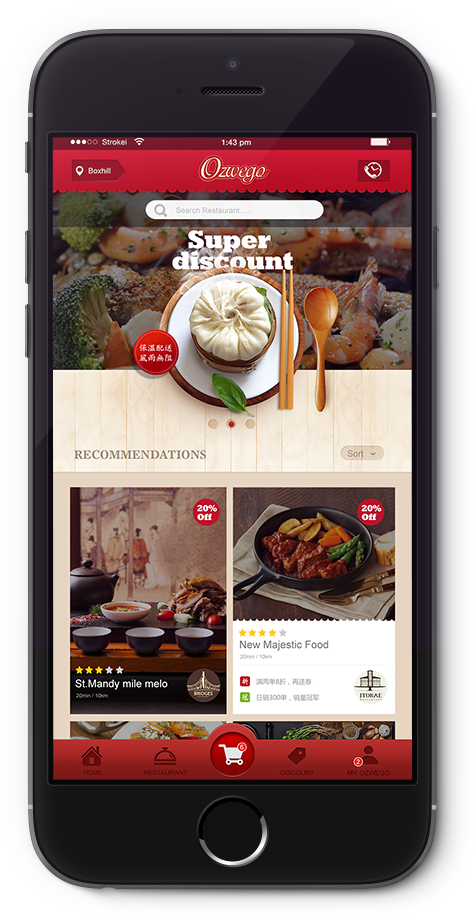 Strokei
1:43 pm
Boxhill
Ozwego
Search Restaurant....
Super
discount
保温配送
風雨無阻
RECOMMENDATIONS
Sort
20%
Off
20%
Off
St.Mandy mile melo
20min / 10km
BRIDGES
New Majestic Food
20min / 10km
新 满两单8折，再送券
冠 日销300单，销量冠军
ITORAE
6
2
HOME
RESTAURANT
DISCOUNT
MY OZWEGO